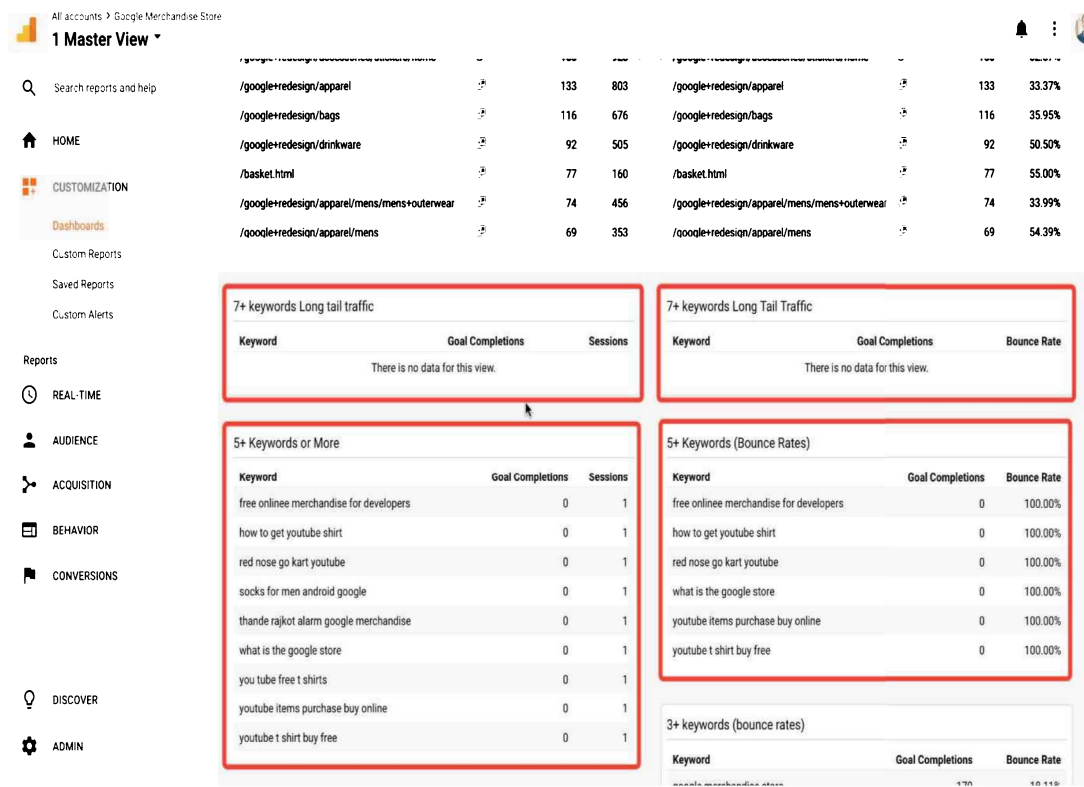 All accounts > Google Merchandise Store
1 Master View
Search reports and help
HOME
CUSTOMIZATION
Dashboards
Custom Reports
Saved Reports
Custom Alerts
Reports
REAL-TIME
AUDIENCE
ACQUISITION
BEHAVIOR
CONVERSIONS
DISCOVER
ADMIN
/google+redesign/apparel 133 803
/google+redesign/bags 116 676
/google+redesign/drinkware 92 505
/basket.html 77 160
/google+redesign/apparel/mens/mens+outerwear 74 456
/google+redesign/apparel/mens 69 353
/google+redesign/apparel 133 33.37%
/google+redesign/bags 116 35.95%
/google+redesign/drinkware 92 50.50%
/basket.html 77 55.00%
/google+redesign/apparel/mens/mens+outerwear 74 33.99%
/google+redesign/apparel/mens 69 54.39%
7+ keywords Long tail traffic
Keyword Goal Completions Sessions
There is no data for this view.
7+ keywords Long Tail Traffic
Keyword Goal Completions Bounce Rate
There is no data for this view.
5+ Keywords or More
Keyword Goal Completions Sessions
free onlinee merchandise for developers 0 1
how to get youtube shirt 0 1
red nose go kart youtube 0 1
socks for men android google 0 1
thande rajkot alarm google merchandise 0 1
what is the google store 0 1
you tube free t shirts 0 1
youtube items purchase buy online 0 1
youtube t shirt buy free 0 1
5+ Keywords (Bounce Rates)
Keyword Goal Completions Bounce Rate
free onlinee merchandise for developers 0 100.00%
how to get youtube shirt 0 100.00%
red nose go kart youtube 0 100.00%
what is the google store 0 100.00%
youtube items purchase buy online 0 100.00%
youtube t shirt buy free 0 100.00%
3+ keywords (bounce rates)
Keyword Goal Completions Bounce Rate